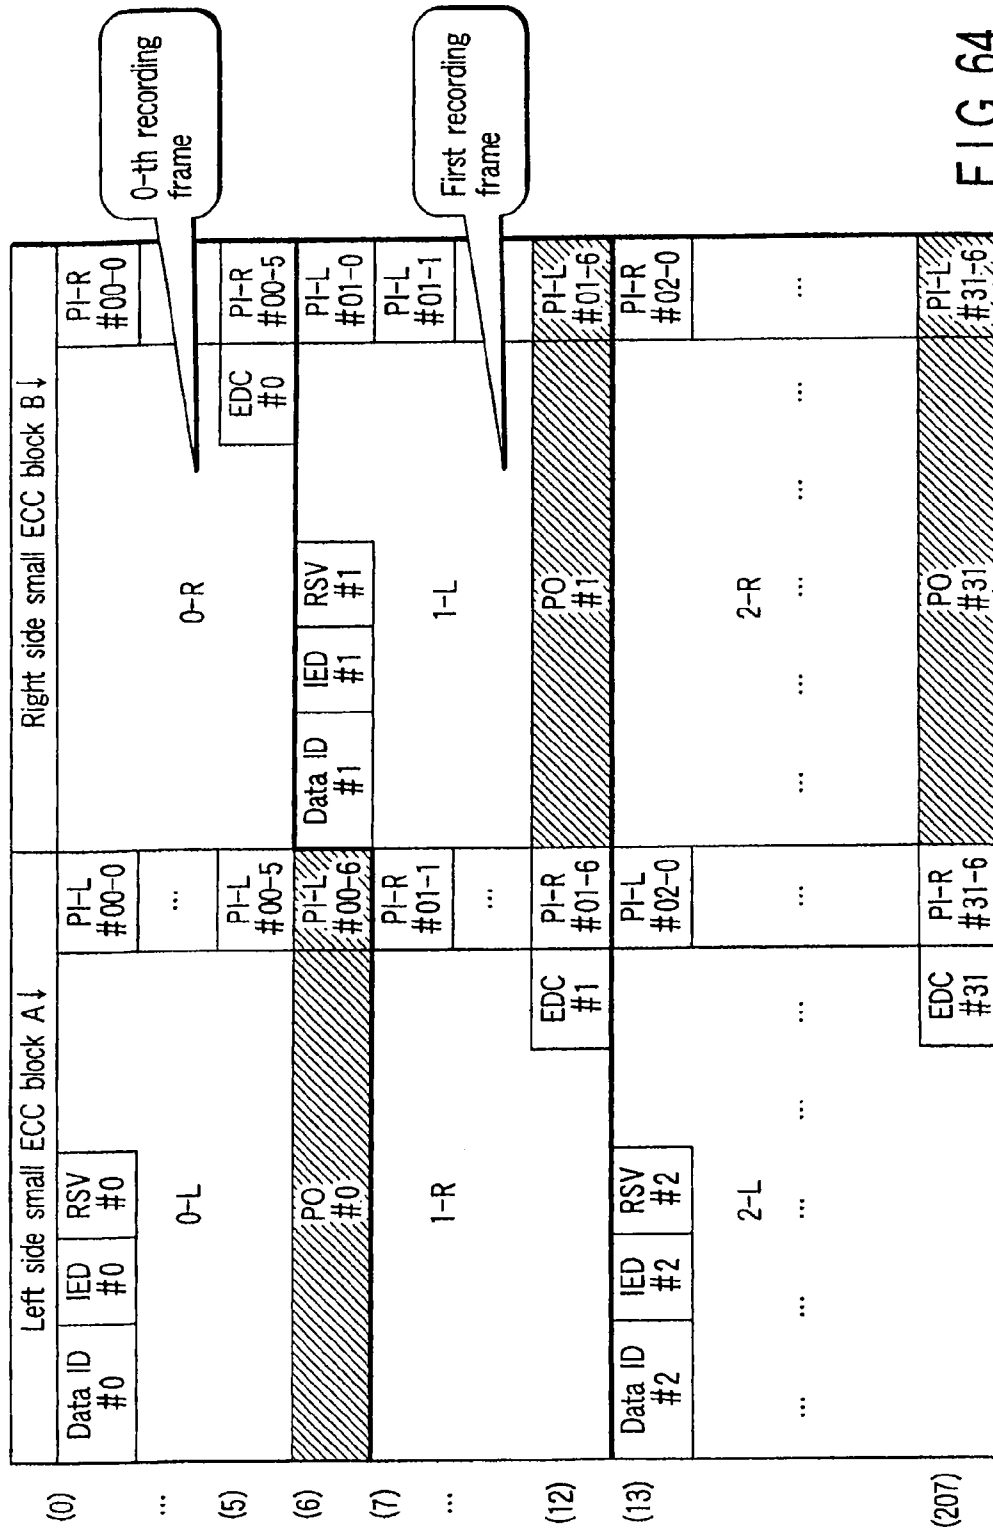 Left side small ECC block A↓ Right side small ECC block B↓
(0) Data ID #0 IED #0 RSV #0 PI-L #00-0 PI-R #00-0
... 0-L ... 0-R ...
0-th recording frame
(5) PI-L #00-5 EDC #0 PI-R #00-5
(6) PO #0 PI-L #00-6 Data ID #1 IED #1 RSV #1 PI-L #01-0
(7) PI-R #01-1 PI-L #01-1
... 1-R ... 1-L ...
First recording frame
(12) EDC #1 PI-R #01-6 PO #1 PI-L #01-6
(13) Data ID #2 IED #2 RSV #2 PI-L #02-0 PI-R #02-0
2-L 2-R
... ... ... ... ... ... ... ... ... ... ... ...
(207) EDC #31 PI-R #31-6 PO #31 PI-L #31-6
FIG 64